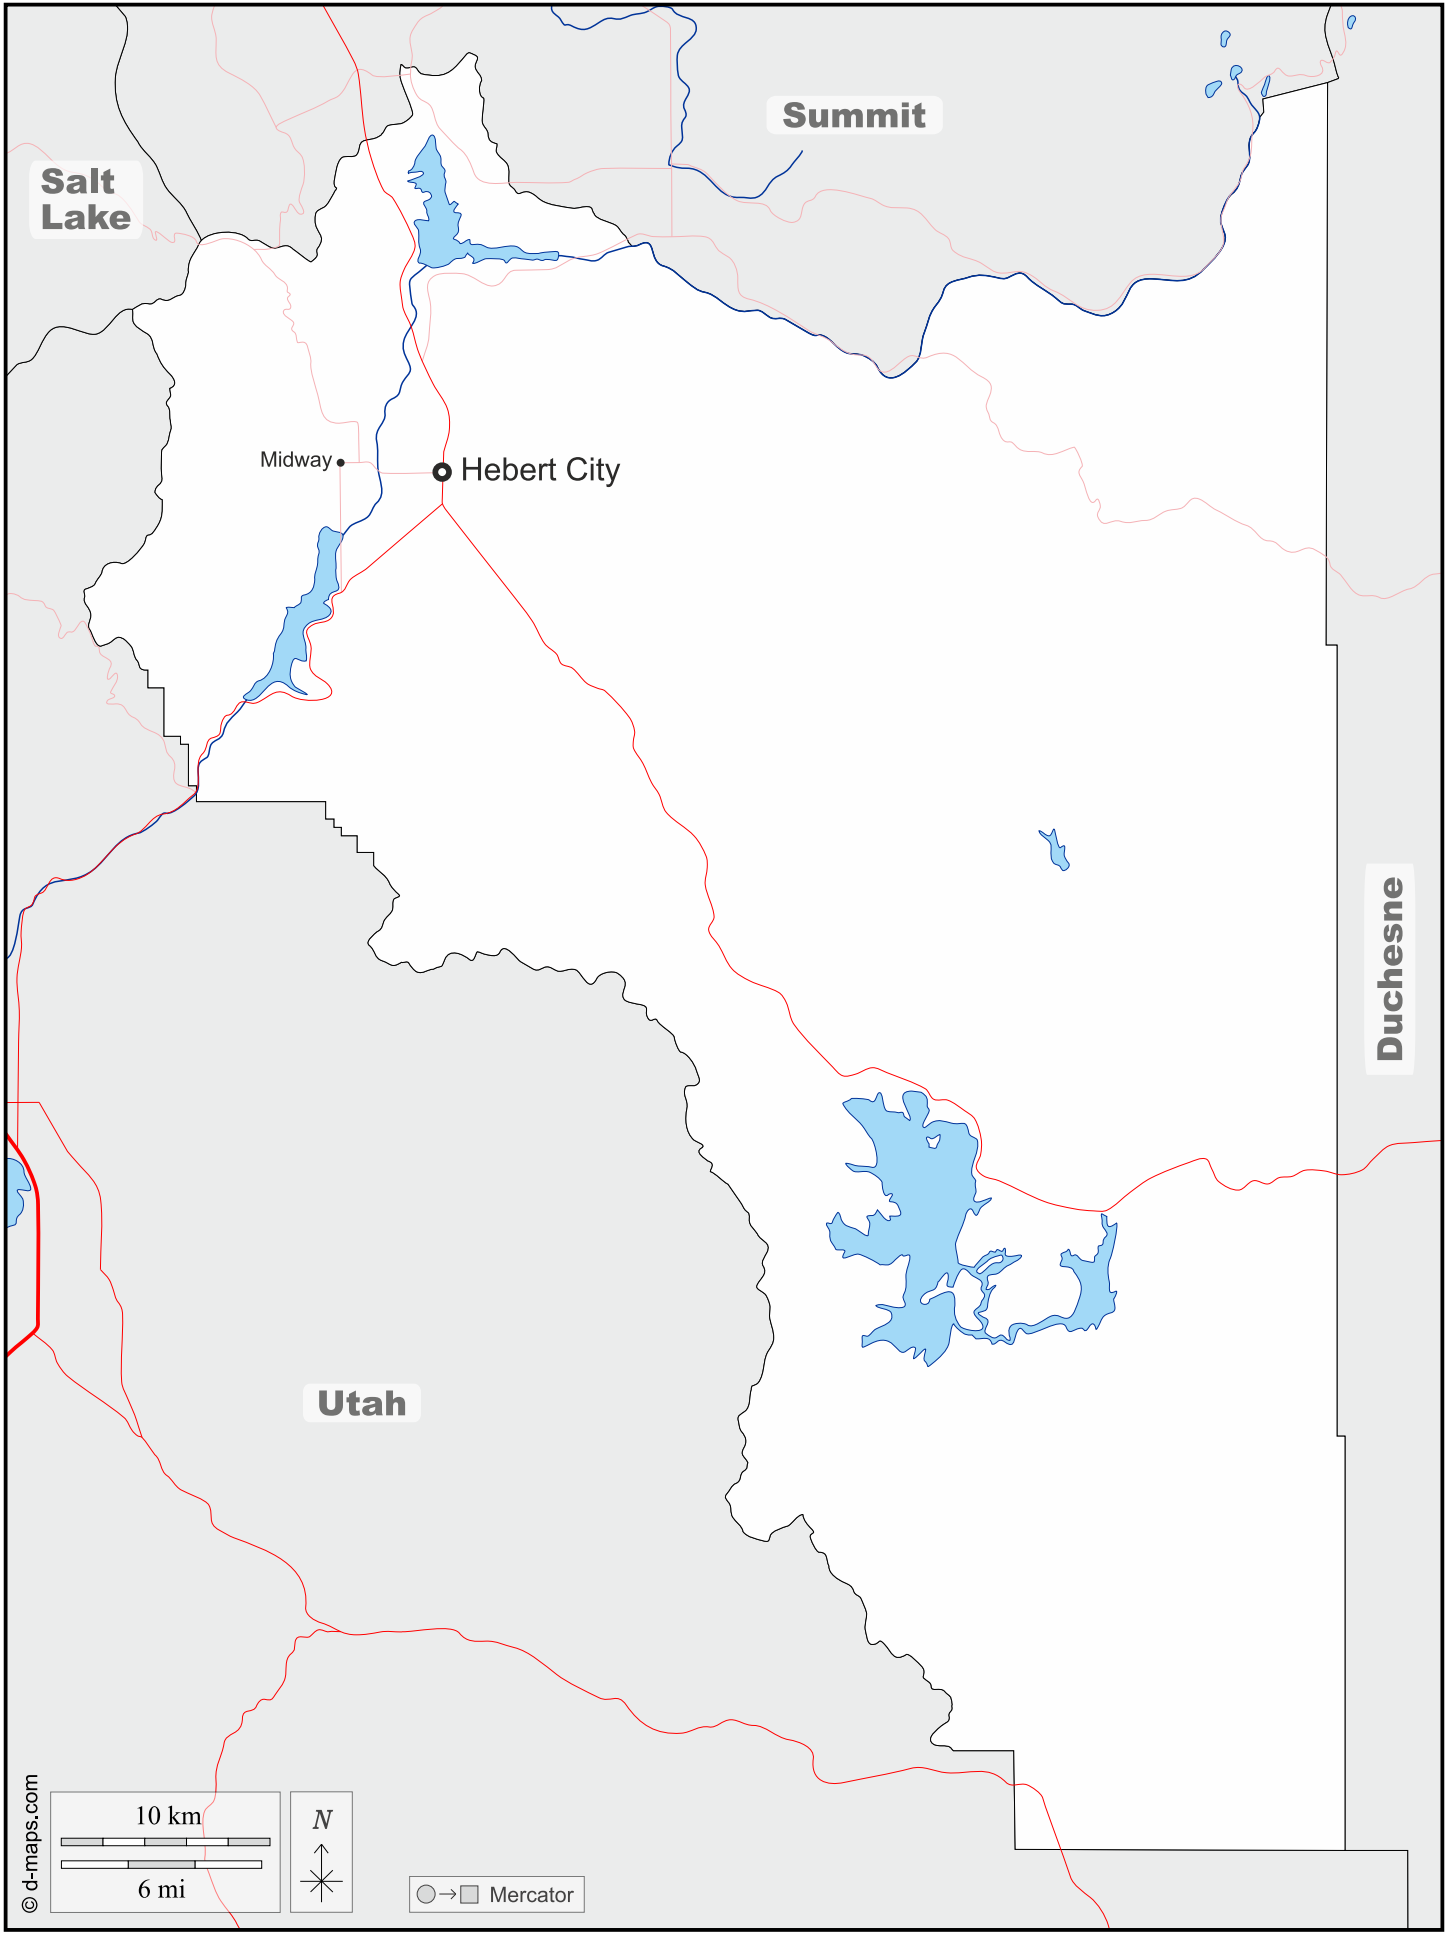 Summit
Salt
Lake
Midway
Hebert City
Duchesne
Utah
© d-maps.com
10 km
6 mi
N
Mercator